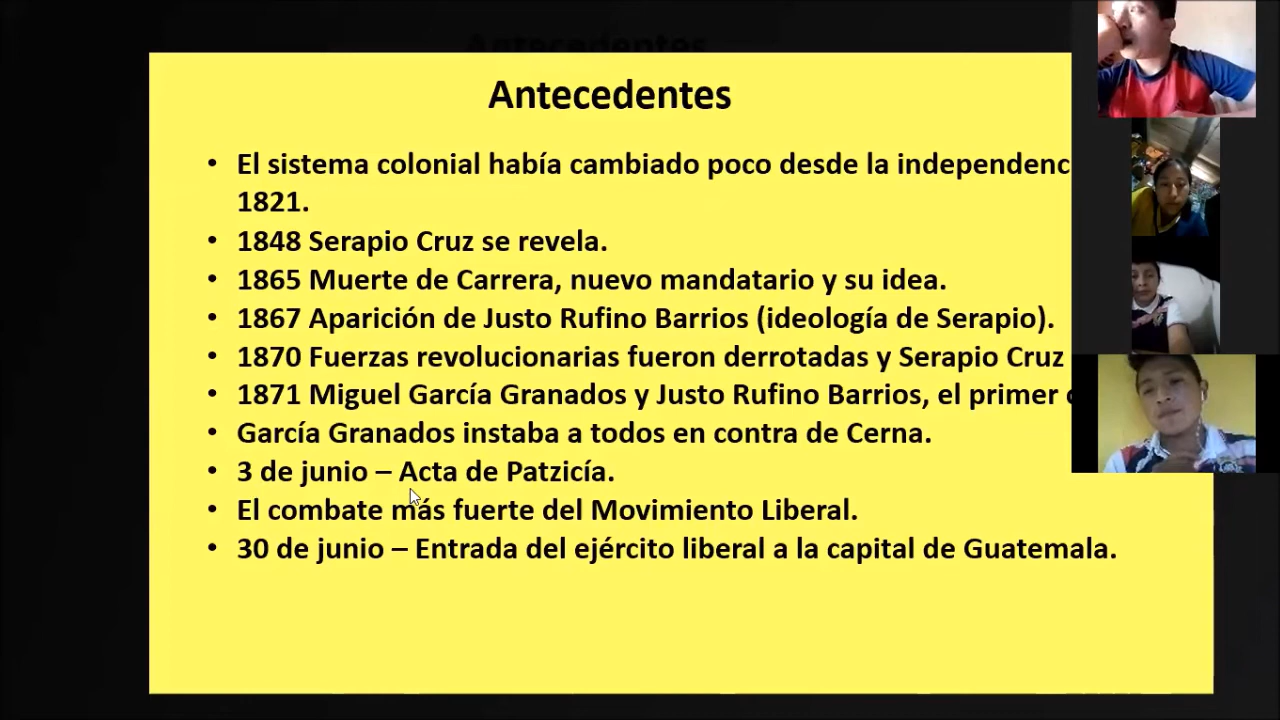 Antecedentes
• El sistema colonial había cambiado poco desde la
1821.
• 1848 Serapio Cruz se revela.
• 1865 Muerte de Carrera, nuevo mandatario y su idea.
• 1867 Aparición de Justo Rufino Barrios (ideología de Serapio).
• 1870 Fuerzas revolucionarias fueron derrotadas y Serapio Cruz
• 1871 Miguel García Granados y Justo Rufino Barrios, el primer
• García Granados instaba a todos en contra de Cerna.
• 3 de junio – Acta de Patzicía.
• El combate más fuerte del Movimiento Liberal.
• 30 de junio – Entrada del ejército liberal a la capital de Guatemala.